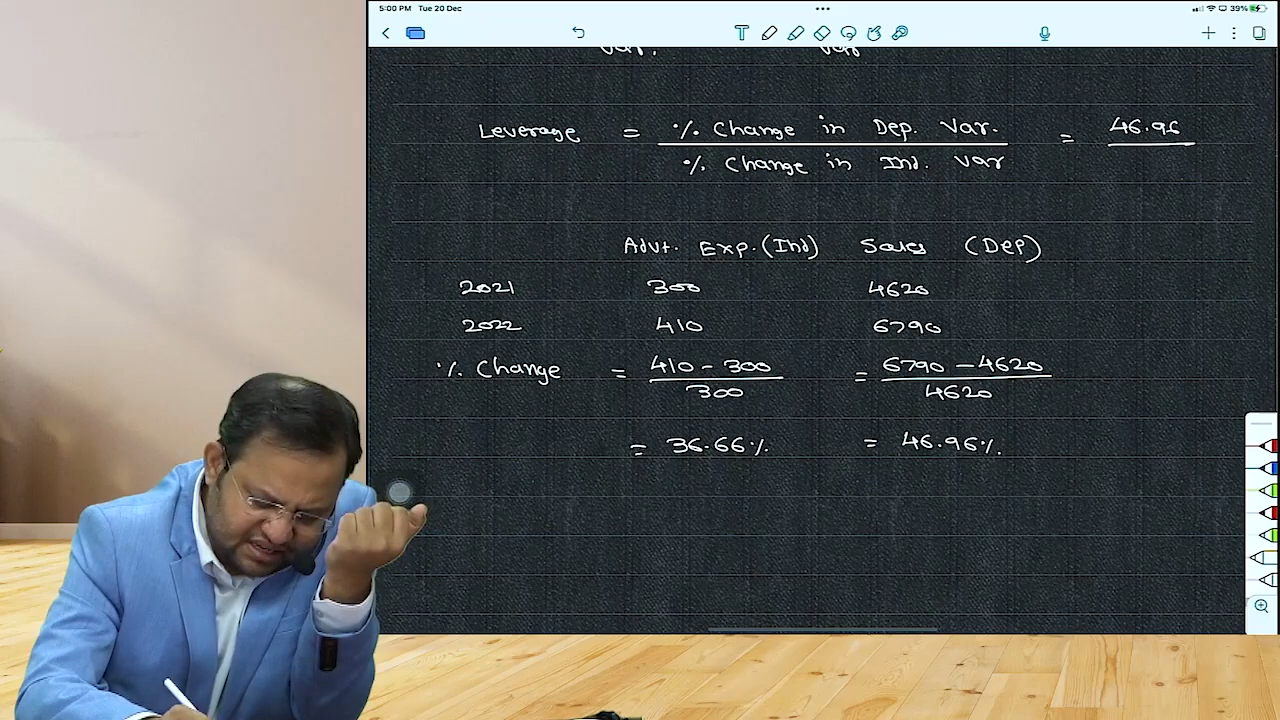 5:00 PM Tue 20 Dec 39%
Var. Var
Leverage = % Change in Dep. Var. / % Change in Ind. Var = 46.96
Advt. Exp. (Ind) Sales (Dep)
2021 300 4620
2022 410 6790
% Change = 410 - 300 / 300 = 6790 - 4620 / 4620
= 36.66% = 46.96%.